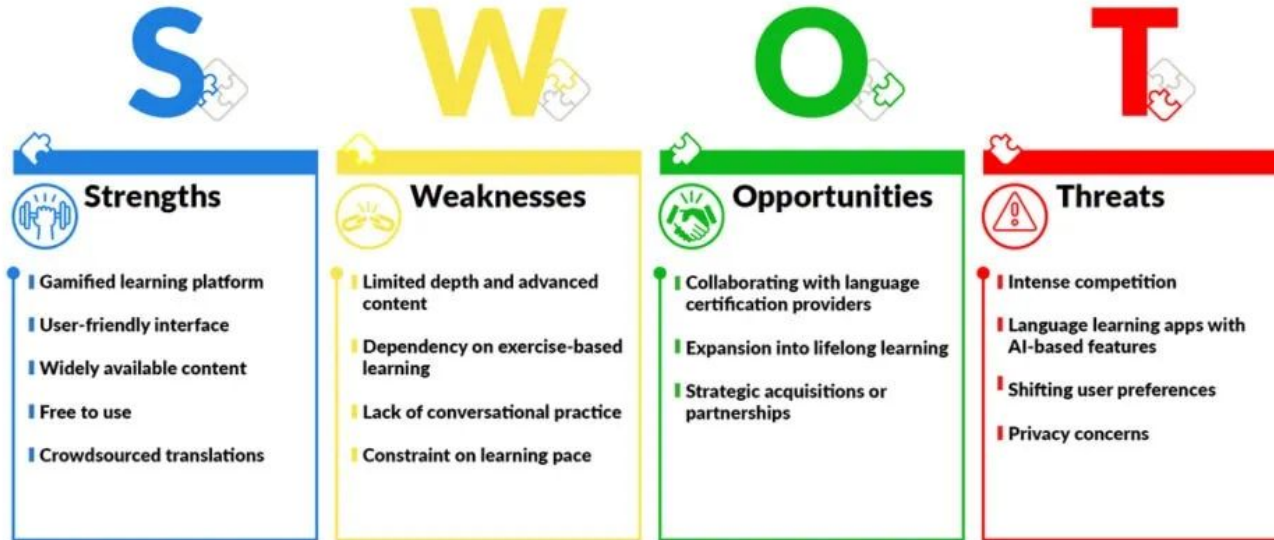 S
W
O
T
Strengths
Gamified learning platform
User-friendly interface
Widely available content
Free to use
Crowdsourced translations
Weaknesses
Limited depth and advanced
content
Dependency on exercise-based
learning
Lack of conversational practice
Constraint on learning pace
Opportunities
Collaborating with language
certification providers
Expansion into lifelong learning
Strategic acquisitions or
partnerships
Threats
Intense competition
Language learning apps with
AI-based features
Shifting user preferences
Privacy concerns